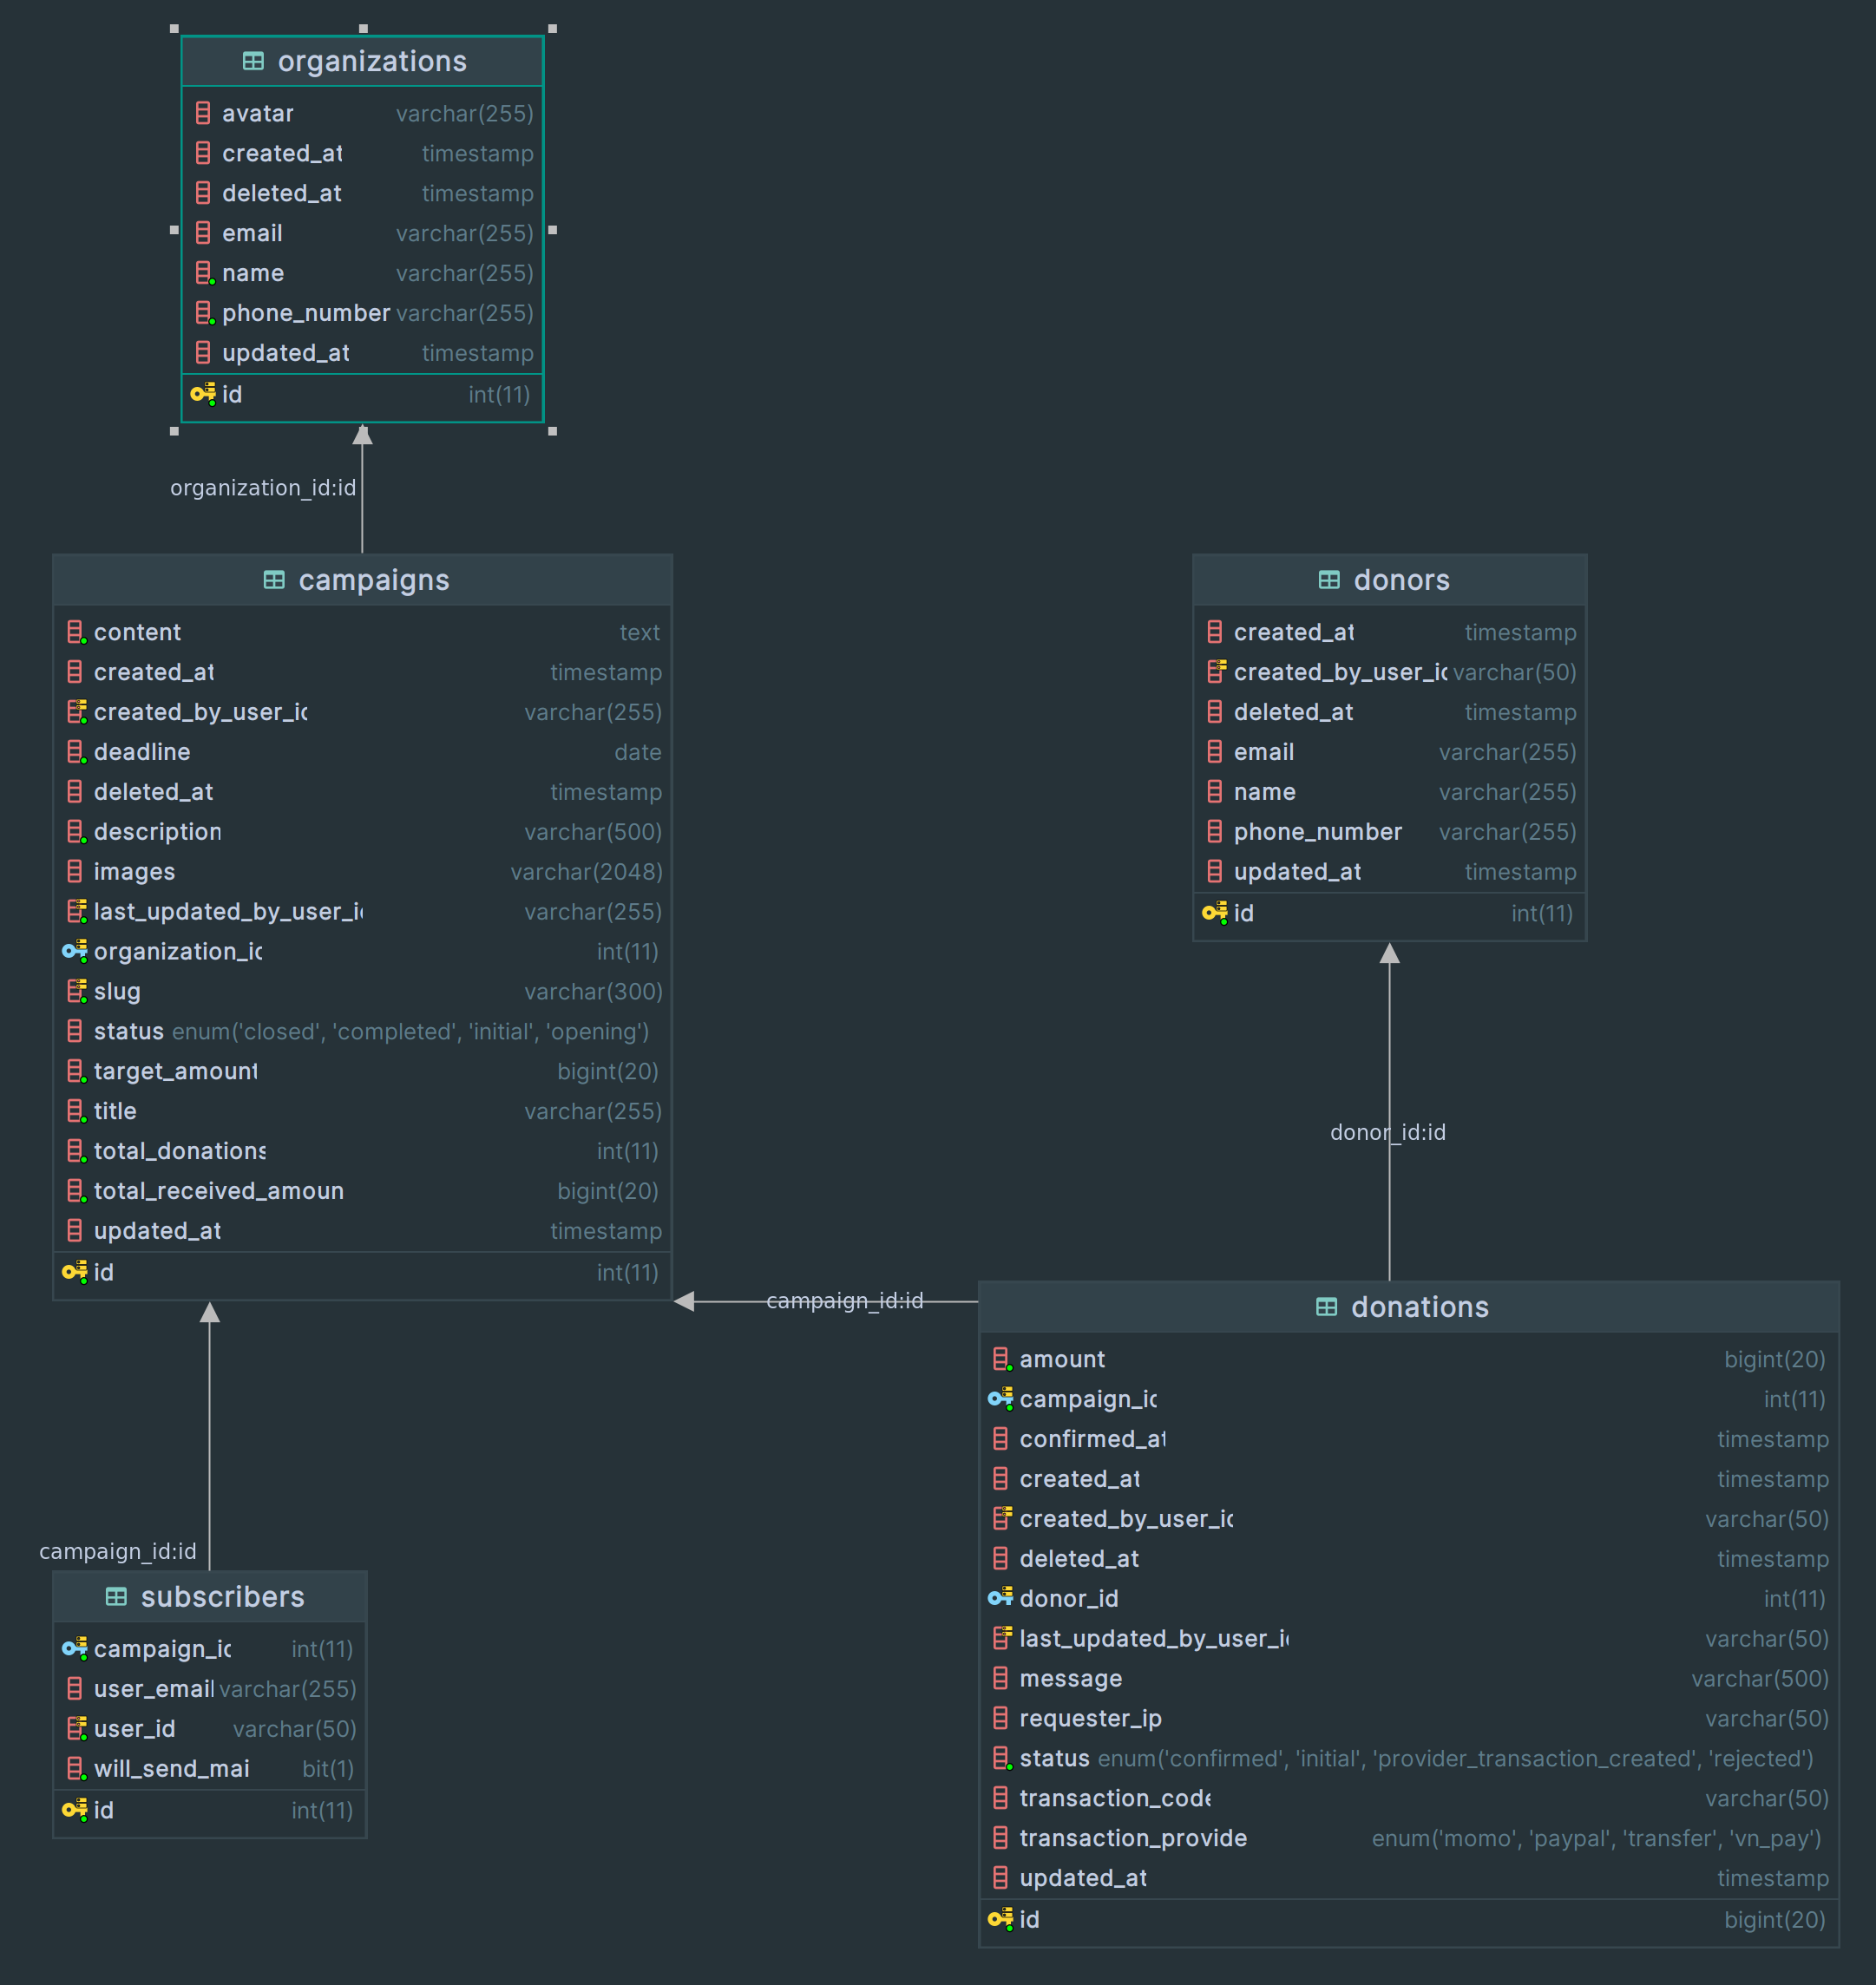 organizations
avatar varchar(255)
created_at timestamp
deleted_at timestamp
email varchar(255)
name varchar(255)
phone_number varchar(255)
updated_at timestamp
id int(11)
organization_id:id
campaigns
content text
created_at timestamp
created_by_user_id varchar(255)
deadline date
deleted_at timestamp
description varchar(500)
images varchar(2048)
last_updated_by_user_id varchar(255)
organization_id int(11)
slug varchar(300)
status enum('closed', 'completed', 'initial', 'opening')
target_amount bigint(20)
title varchar(255)
total_donations int(11)
total_received_amoun bigint(20)
updated_at timestamp
id int(11)
donors
created_at timestamp
created_by_user_id varchar(50)
deleted_at timestamp
email varchar(255)
name varchar(255)
phone_number varchar(255)
updated_at timestamp
id int(11)
donor_id:id
campaign_id:id
donations
amount bigint(20)
campaign_id int(11)
confirmed_at timestamp
created_at timestamp
created_by_user_id varchar(50)
deleted_at timestamp
donor_id int(11)
last_updated_by_user_id varchar(50)
message varchar(500)
requester_ip varchar(50)
status enum('confirmed', 'initial', 'provider_transaction_created', 'rejected')
transaction_code varchar(50)
transaction_provide enum('momo', 'paypal', 'transfer', 'vn_pay')
updated_at timestamp
id bigint(20)
campaign_id:id
subscribers
campaign_id int(11)
user_email varchar(255)
user_id varchar(50)
will_send_mai bit(1)
id int(11)